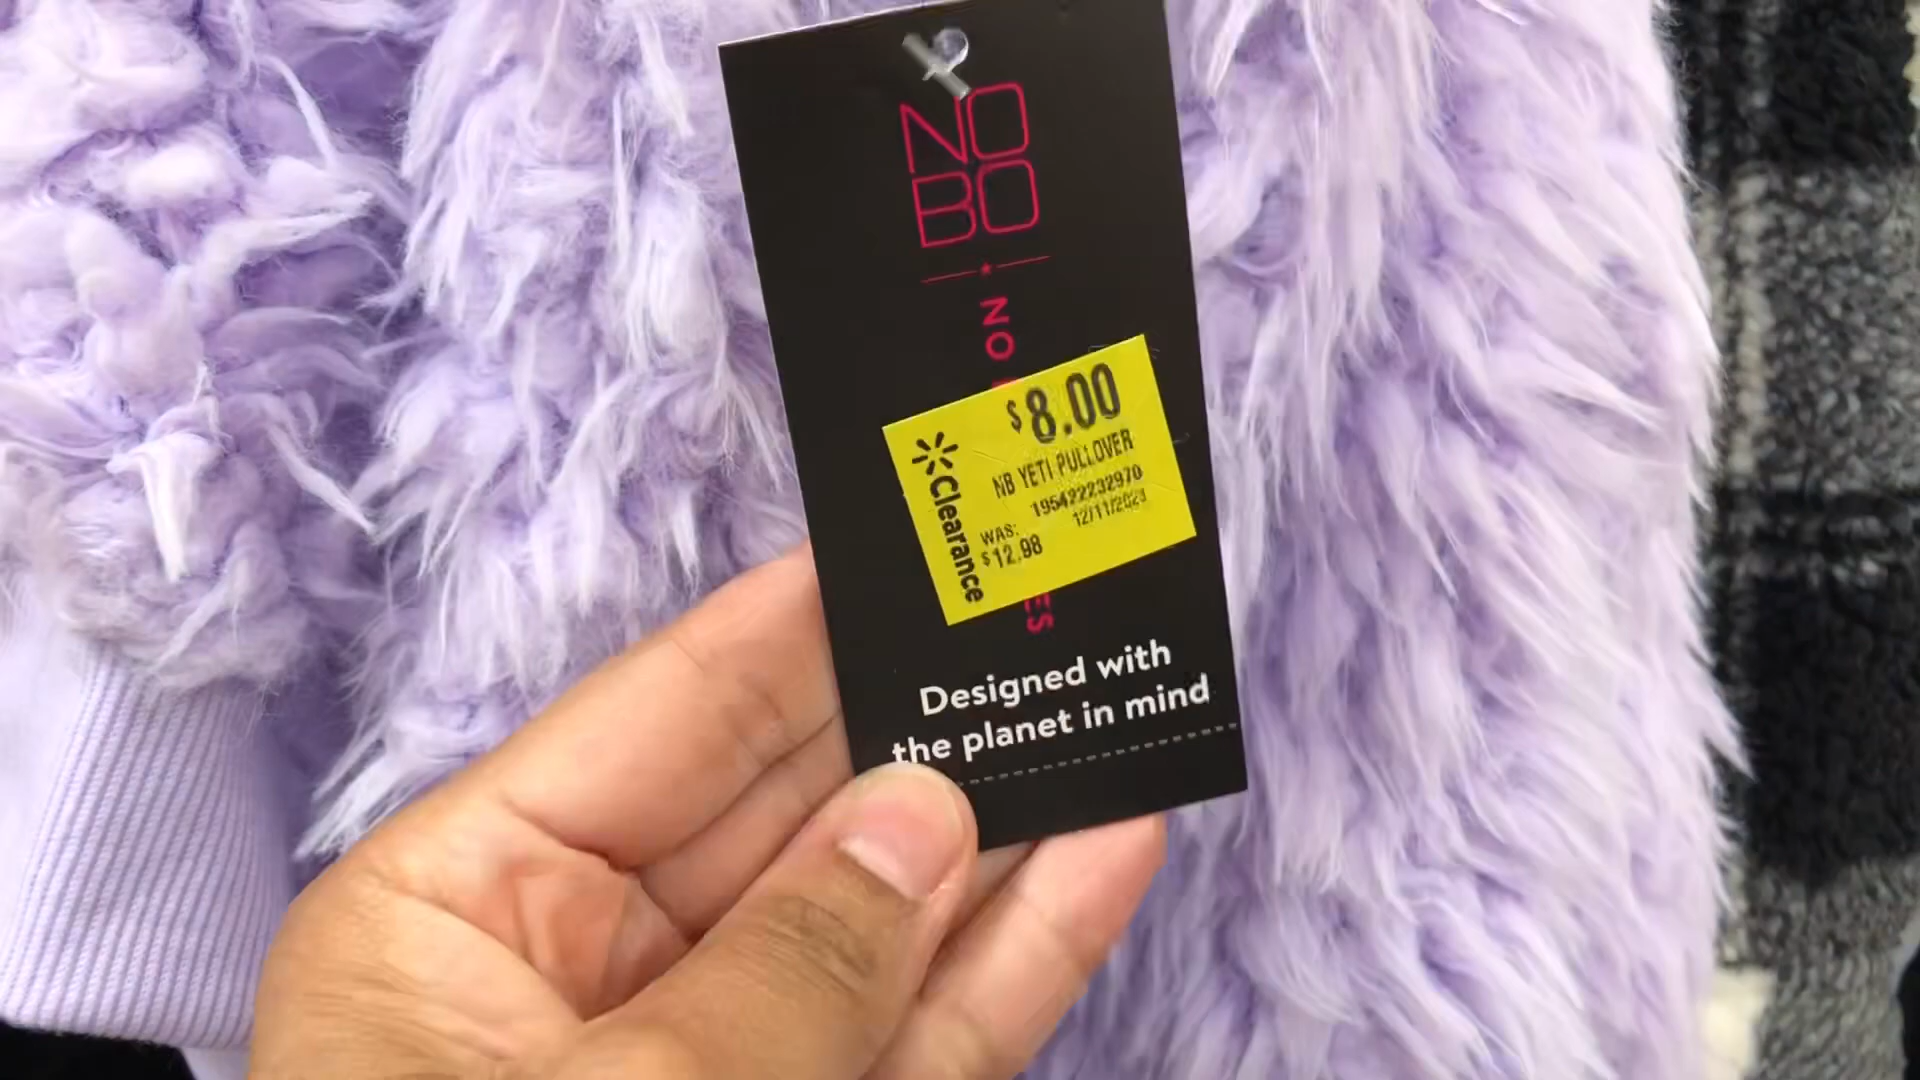 NO
BO
NO
$8.00
NB YETI PULLOVER
195422232970
12/11/2023
WAS:
$12.98
Clearance
ES
Designed with
the planet in mind